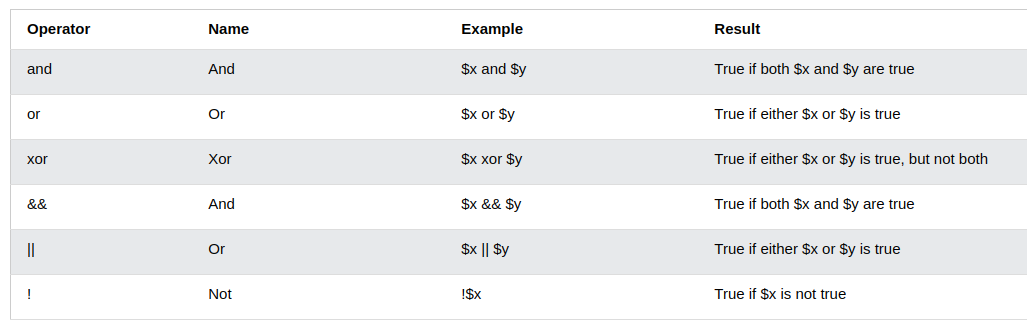 Operator Name Example Result
and And $x and $y True if both $x and $y are true
or Or $x or $y True if either $x or $y is true
xor Xor $x xor $y True if either $x or $y is true, but not both
&& And $x && $y True if both $x and $y are true
|| Or $x || $y True if either $x or $y is true
! Not !$x True if $x is not true